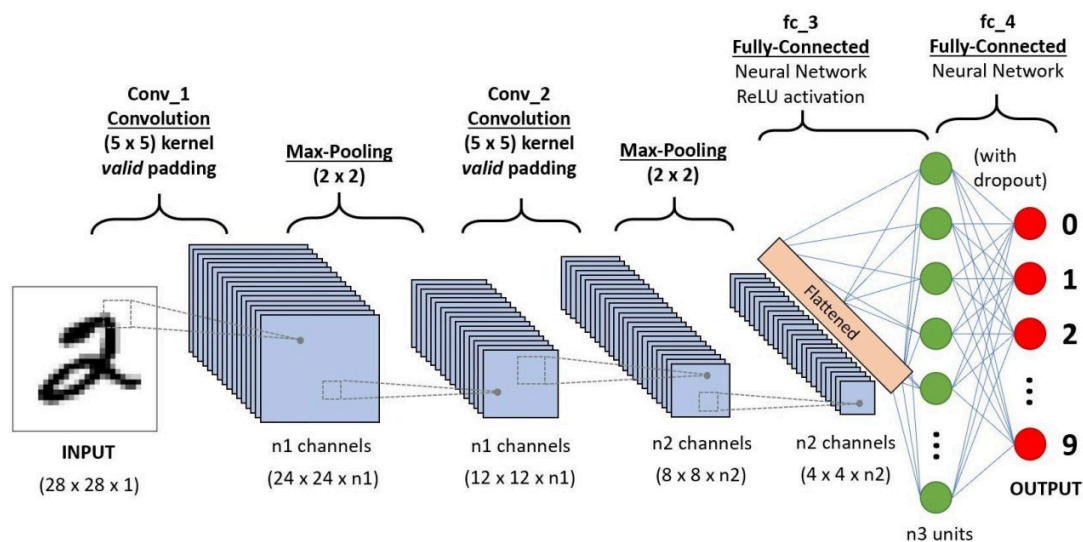 fc_3
Fully-Connected
Neural Network
ReLU activation
fc_4
Fully-Connected
Neural Network
Conv_1
Convolution
(5 x 5) kernel
valid padding
Max-Pooling
(2 x 2)
Conv_2
Convolution
(5 x 5) kernel
valid padding
Max-Pooling
(2 x 2)
(with
dropout)
Flattened
0
1
2
...
9
...
INPUT
(28 x 28 x 1)
n1 channels
(24 x 24 x n1)
n1 channels
(12 x 12 x n1)
n2 channels
(8 x 8 x n2)
n2 channels
(4 x 4 x n2)
OUTPUT
n3 units